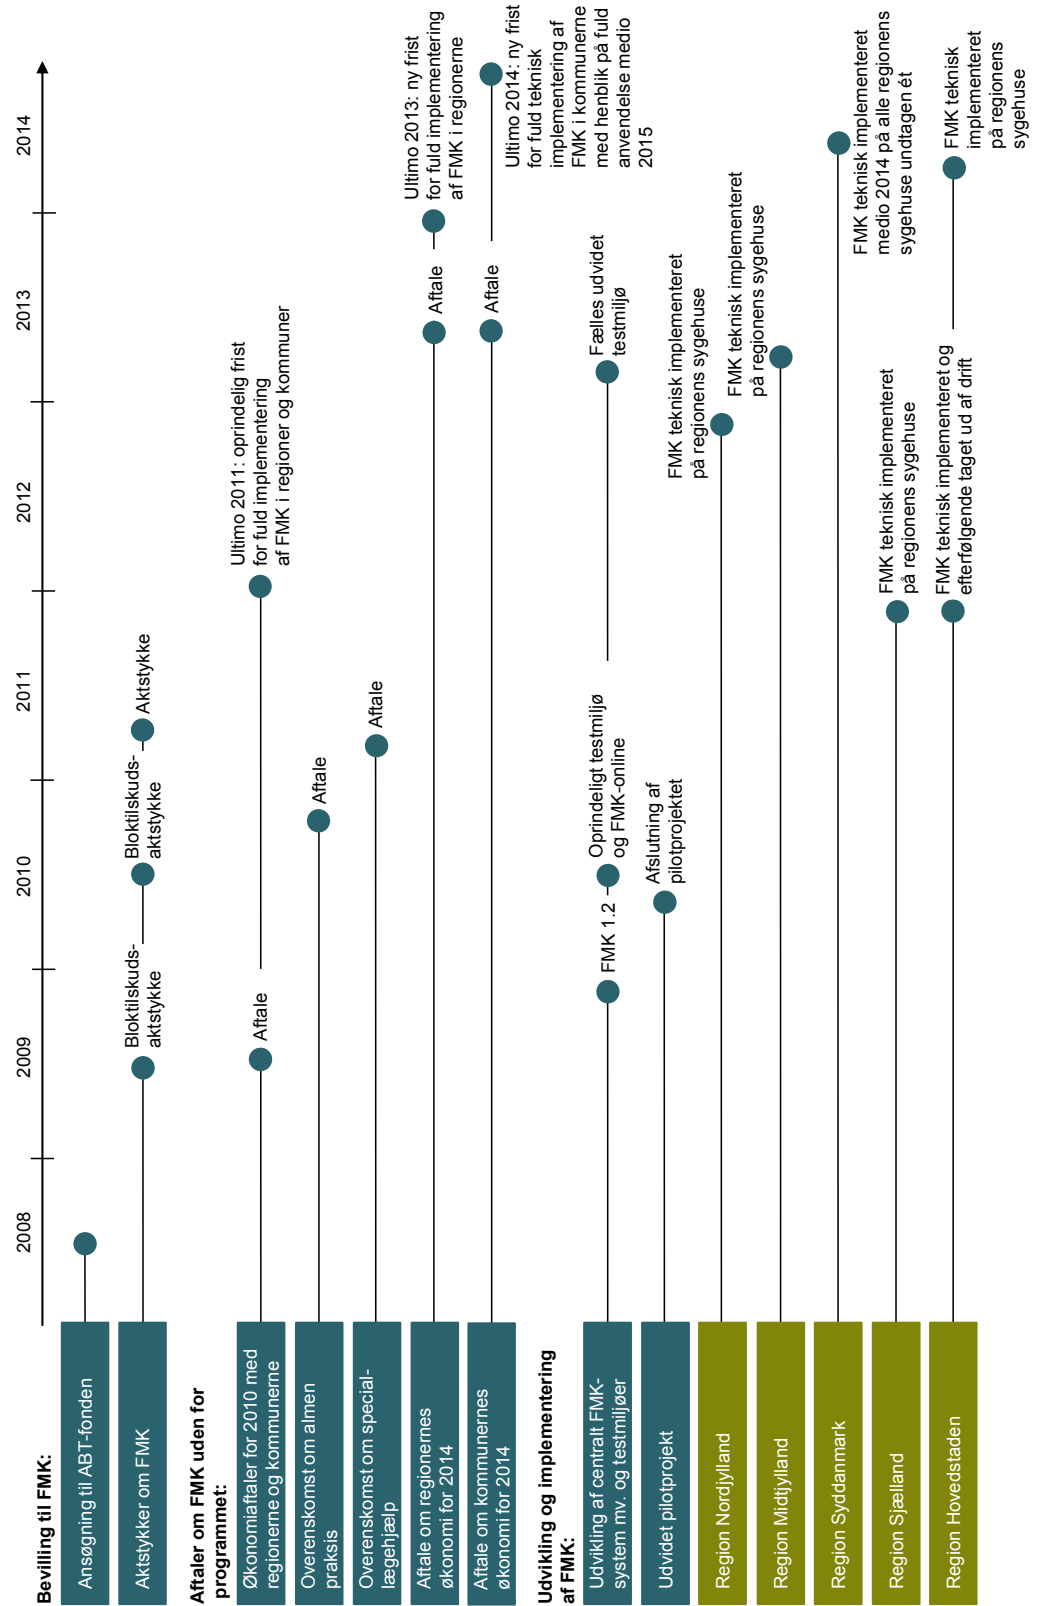 2008
2009
2010
2011
2012
2013
2014
Bevilling til FMK:
Ansøgning til ABT-fonden
Aktstykker om FMK
Bloktilskuds-
aktstykke
Bloktilskuds-
aktstykke
Aktstykke
Aftaler om FMK uden for
programmet:
Økonomiaftaler for 2010 med
regionerne og kommunerne
Aftale
Ultimo 2011: oprindelig frist
for fuld implementering
af FMK i regioner og kommuner
Overenskomst om almen
praksis
Aftale
Overenskomst om special-
lægehjælp
Aftale
Aftale om regionernes
økonomi for 2014
Aftale
Ultimo 2013: ny frist
for fuld implementering
af FMK i regionerne
Aftale om kommunernes
økonomi for 2014
Aftale
Ultimo 2014: ny frist
for fuld teknisk
implementering af
FMK i kommunerne
med henblik på fuld
anvendelse medio
2015
Udvikling og implementering
af FMK:
Udvikling af centralt FMK-
system mv. og testmiljøer
FMK 1.2
Oprindeligt testmiljø
og FMK-online
Fælles udvidet
testmiljø
Udvidet pilotprojekt
Afslutning af
pilotprojektet
Region Nordjylland
FMK teknisk implementeret
på regionens sygehuse
Region Midtjylland
FMK teknisk implementeret
på regionens sygehuse
Region Syddanmark
FMK teknisk implementeret
medio 2014 på alle regionens
sygehuse undtagen ét
Region Sjælland
FMK teknisk implementeret
på regionens sygehuse
Region Hovedstaden
FMK teknisk implementeret og
efterfølgende taget ud af drift
FMK teknisk
implementeret
på regionens
sygehuse